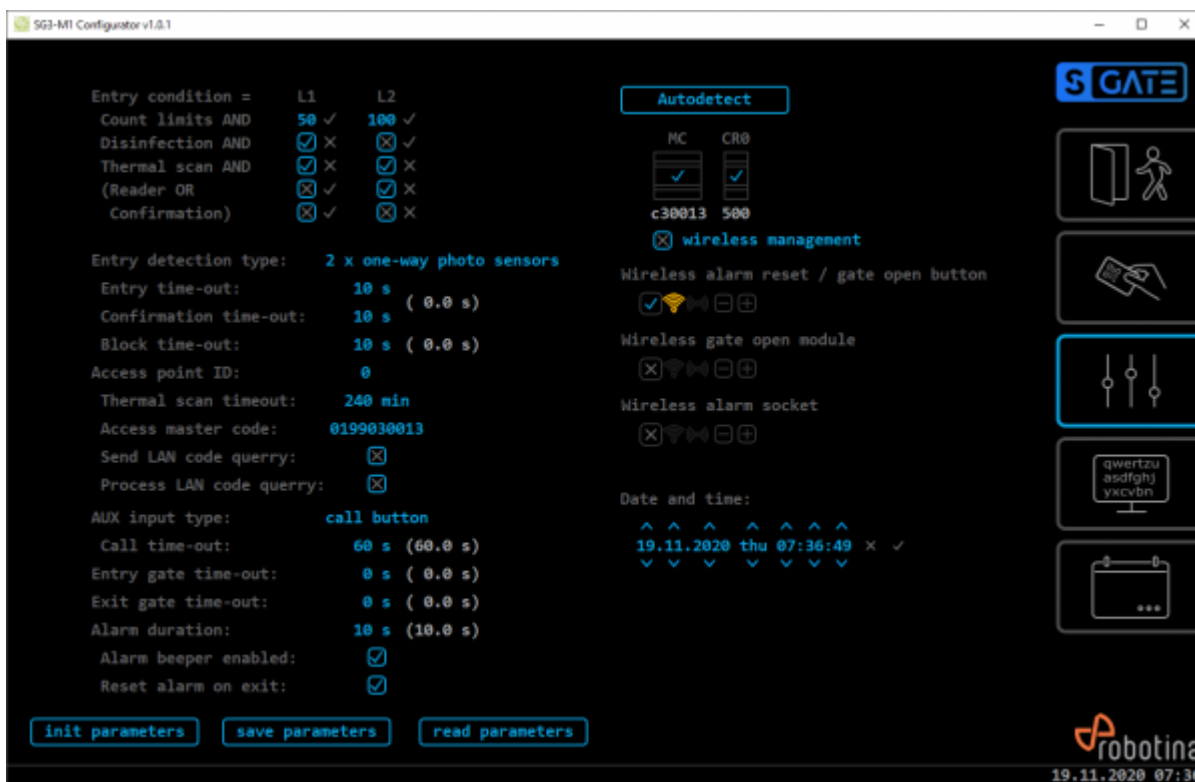 SG3-M1 Configurator v1.0.1
Entry condition = L1 L2
Count limits AND 50 100
Disinfection AND
Thermal scan AND
(Reader OR
Confirmation)
Entry detection type: 2 x one-way photo sensors
Entry time-out: 10 s
( 0.0 s)
Confirmation time-out: 10 s
Block time-out: 10 s ( 0.0 s)
Access point ID: 0
Thermal scan timeout: 240 min
Access master code: 0199030013
Send LAN code querry:
Process LAN code querry:
AUX input type: call button
Call time-out: 60 s (60.0 s)
Entry gate time-out: 0 s ( 0.0 s)
Exit gate time-out: 0 s ( 0.0 s)
Alarm duration: 10 s (10.0 s)
Alarm beeper enabled:
Reset alarm on exit:
init parameters save parameters read parameters
Autodetect
MC CR0
c30013 500
wireless management
Wireless alarm reset / gate open button
Wireless gate open module
Wireless alarm socket
Date and time:
19.11.2020 thu 07:36:49
S GATE
qwertzu
asdfghj
yxcvbn
robotina
19.11.2020 07:3